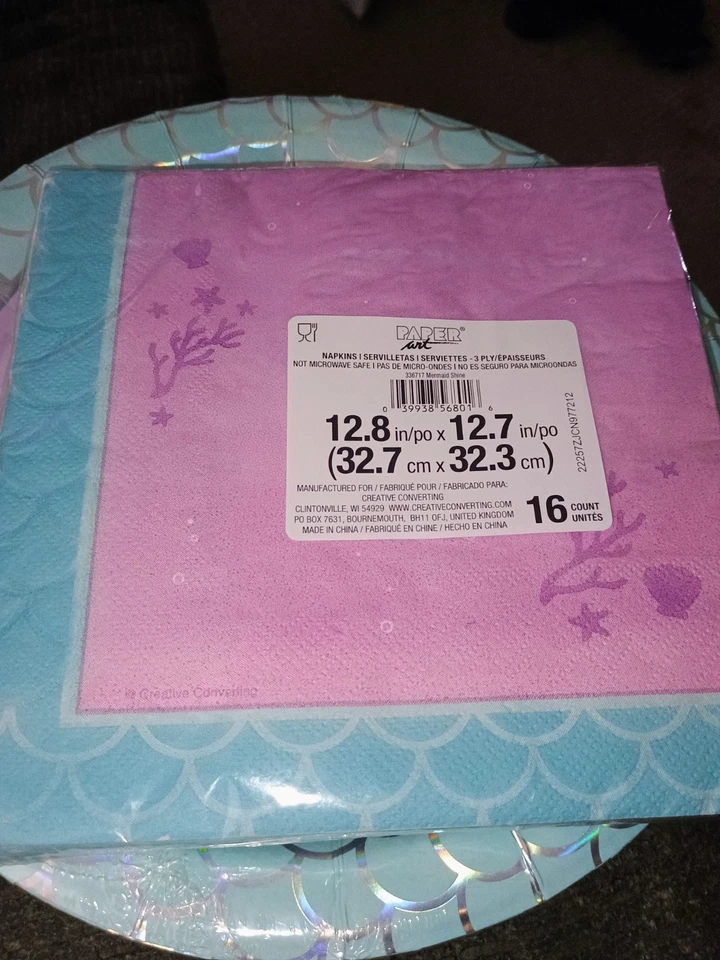 PAPER®
art
NAPKINS I SERVILLETAS I SERVIETTES - 3 PLY/ÉPAISSEURS
NOT MICROWAVE SAFE I PAS DE MICRO-ONDES I NO ES SEGURO PARA MICROONDAS
336717 Mermaid Shine
0 39938 56801 6
12.8 in/po x 12.7 in/po
(32.7 cm x 32.3 cm)
22257ZJCN977212
MANUFACTURED FOR / FABRIQUÉ POUR / FABRICADO PARA:
CREATIVE CONVERTING
CLINTONVILLE, WI 54929 WWW.CREATIVECONVERTING.COM
PO BOX 7631, BOURNEMOUTH, BH11 0FJ, UNITED KINGDOM
MADE IN CHINA / FABRIQUÉ EN CHINE / HECHO EN CHINA
16 COUNT
UNITÉS
© Creative Converting